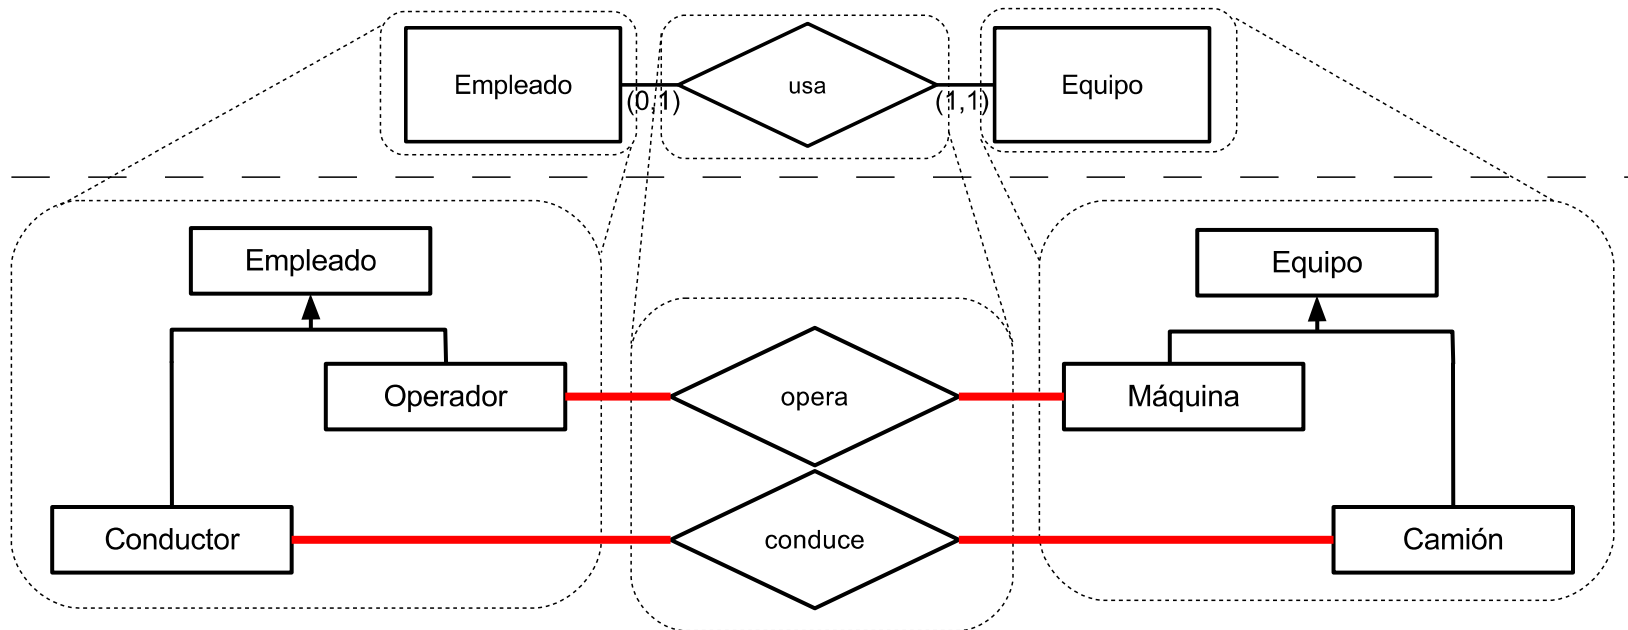 Empleado
(0,1)
usa
(1,1)
Equipo
Empleado
Equipo
Operador
opera
Máquina
Conductor
conduce
Camión